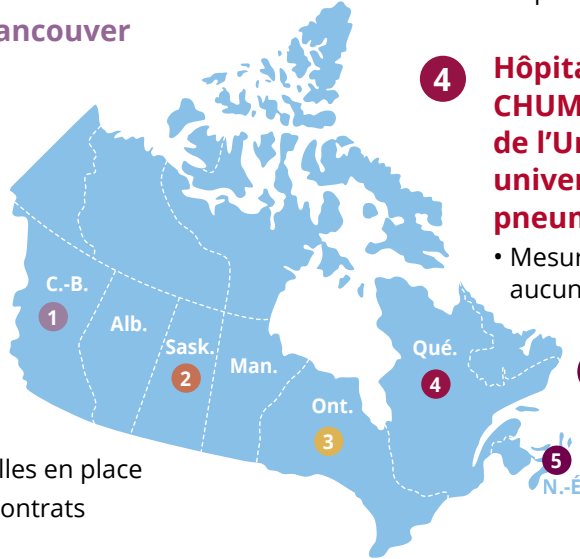 ancouver
4
Hôpita
CHUM
de l'Un
univer
pneum
• Mesur
aucun
C.-B.
1
Alb.
Sask.
2
Man.
Ont.
3
Qué.
4
5
N.-É
lles en place
ontrats